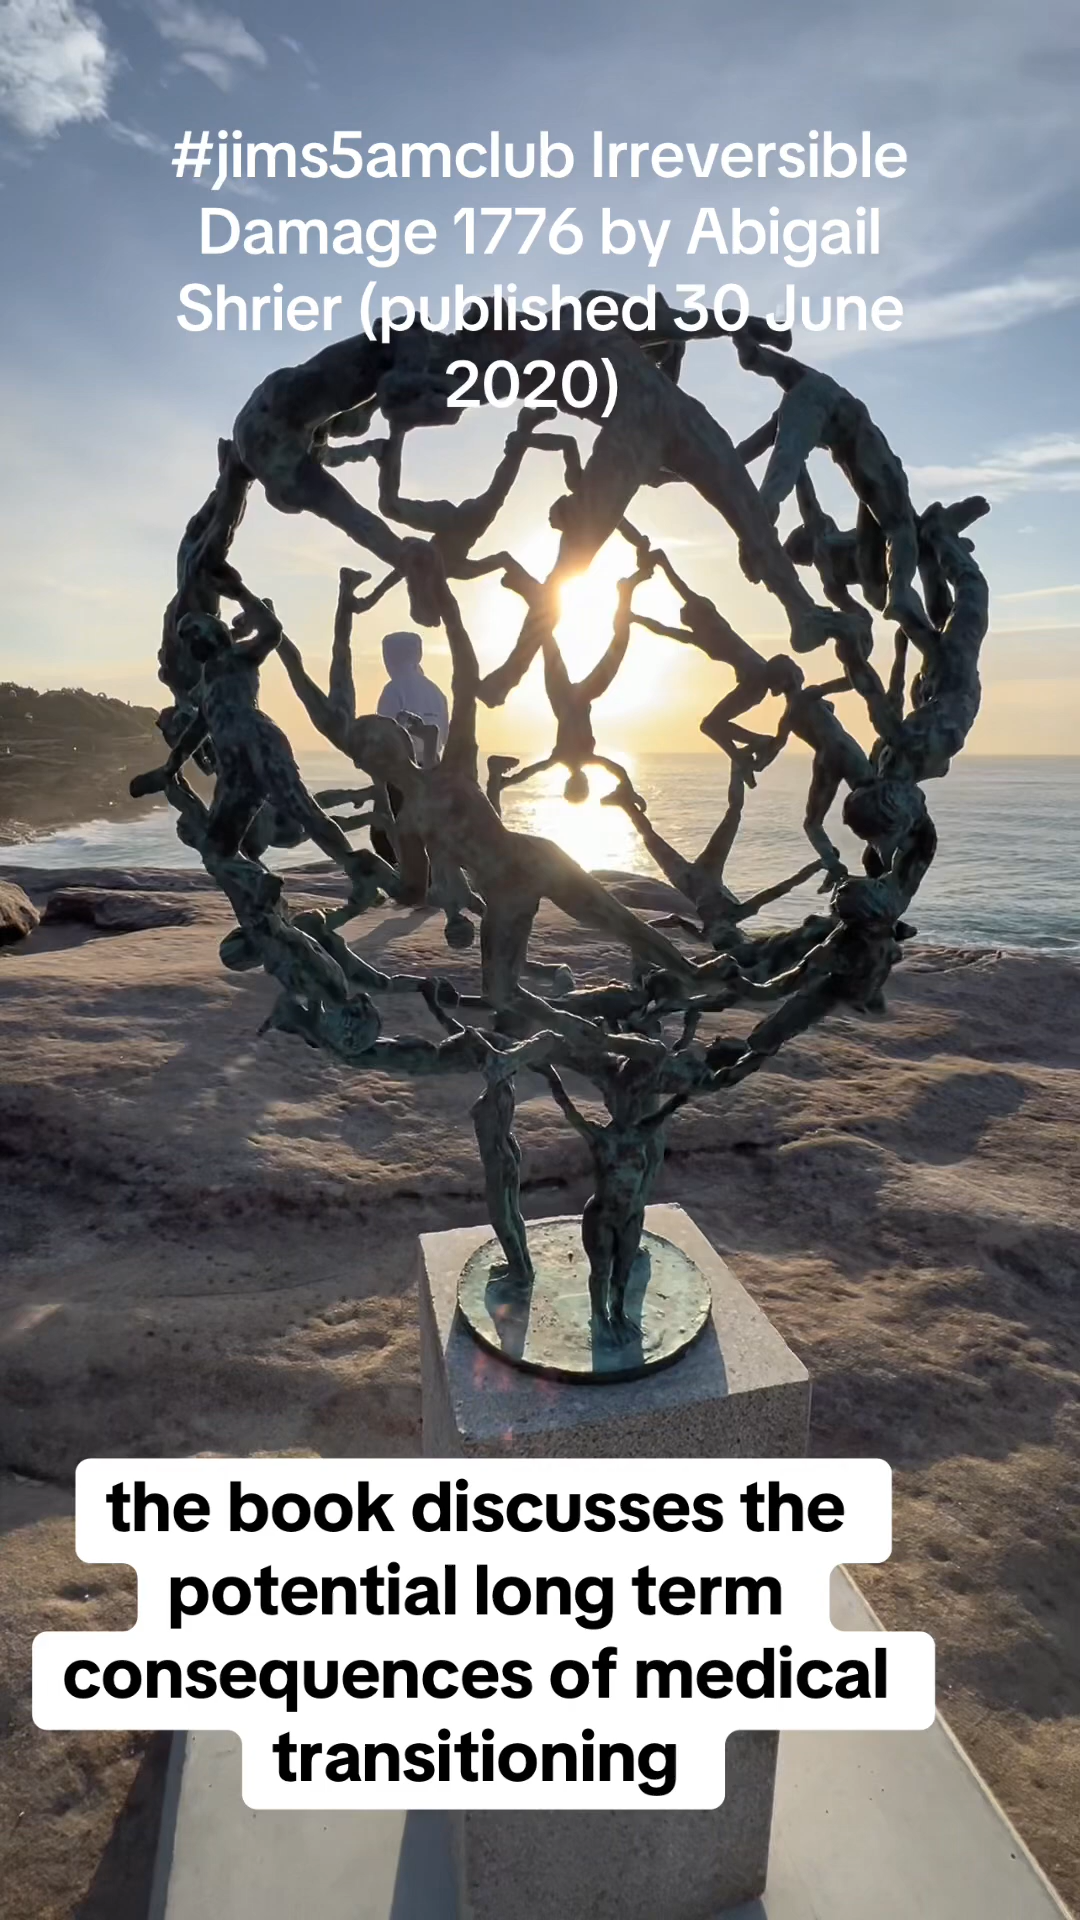 #jims5amclub Irreversible
Damage 1776 by Abigail
Shrier (published 30 June
2020)
the book discusses the
potential long term
consequences of medical
transitioning